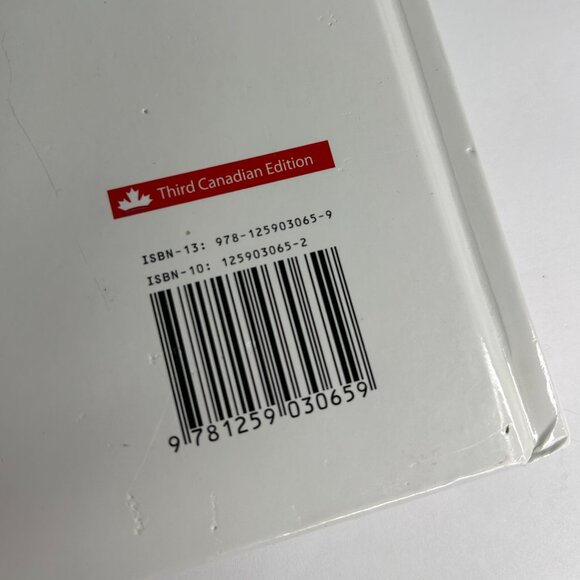 Third Canadian Edition
ISBN-13: 978-125903065-9
ISBN-10: 125903065-2
9 781259 030659